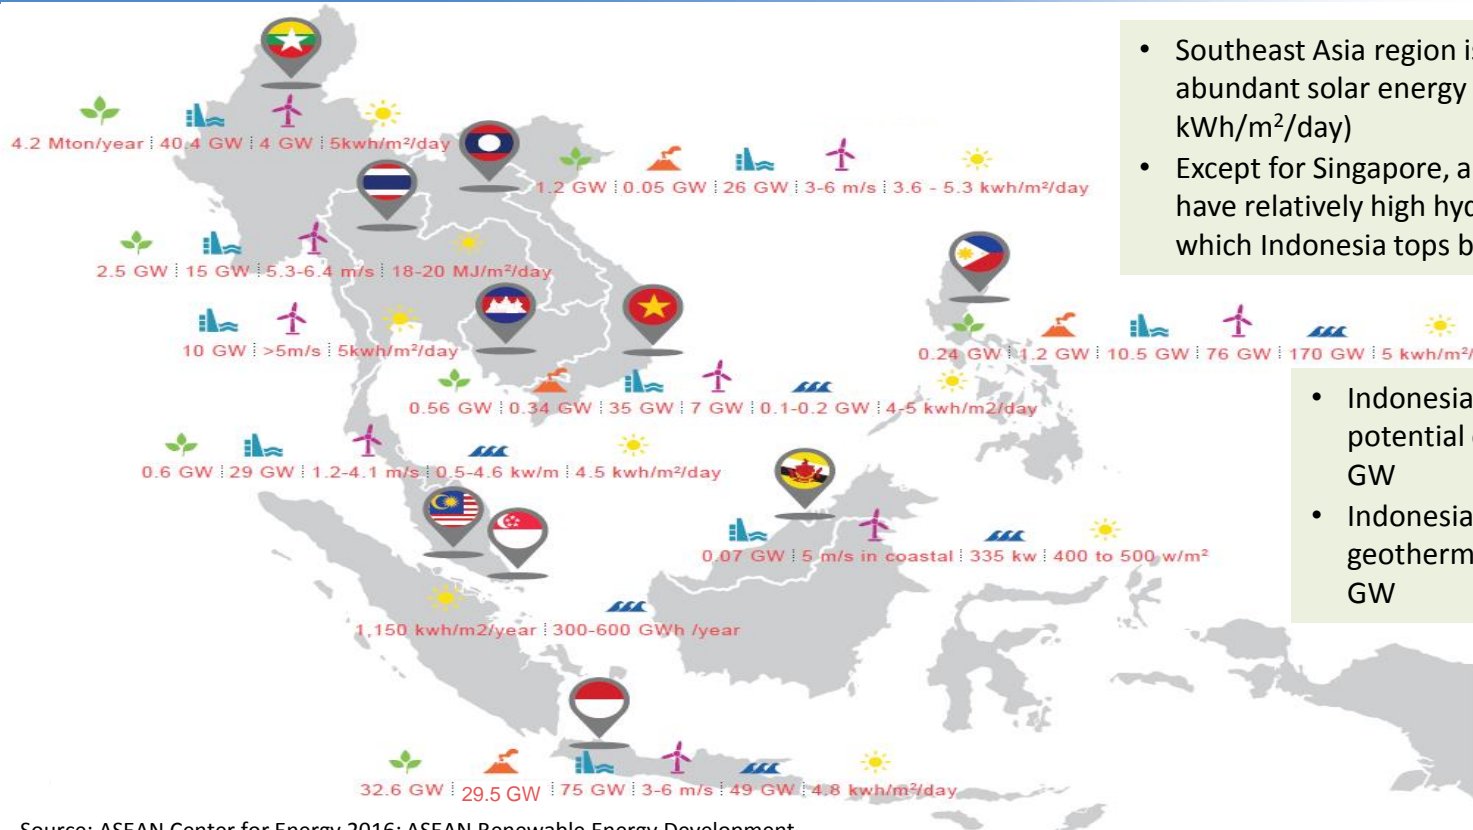 • Southeast Asia region is
abundant solar energy
kWh/m²/day)
• Except for Singapore, a
have relatively high hyd
which Indonesia tops b
4.2 Mton/year ¦ 40.4 GW ¦ 4 GW ¦ 5kwh/m²/day
1.2 GW ¦ 0.05 GW ¦ 26 GW ¦ 3-6 m/s ¦ 3.6 - 5.3 kwh/m²/day
2.5 GW ¦ 15 GW ¦ 5.3-6.4 m/s ¦ 18-20 MJ/m²/day
10 GW ¦ >5m/s ¦ 5kwh/m²/day
0.24 GW ¦ 1.2 GW ¦ 10.5 GW ¦ 76 GW ¦ 170 GW ¦ 5 kwh/m²/
0.56 GW ¦ 0.34 GW ¦ 35 GW ¦ 7 GW ¦ 0.1-0.2 GW ¦ 4-5 kwh/m2/day
• Indonesia
potential
GW
• Indonesia
geotherm
GW
0.6 GW ¦ 29 GW ¦ 1.2-4.1 m/s ¦ 0.5-4.6 kw/m ¦ 4.5 kwh/m²/day
0.07 GW ¦ 5 m/s in coastal ¦ 335 kw ¦ 400 to 500 w/m²
1,150 kwh/m2/year ¦ 300-600 GWh /year
32.6 GW ¦ 29.5 GW ¦ 75 GW ¦ 3-6 m/s ¦ 49 GW ¦ 4.8 kwh/m²/day
Source: ASEAN Center for Energy 2016: ASEAN Renewable Energy Development